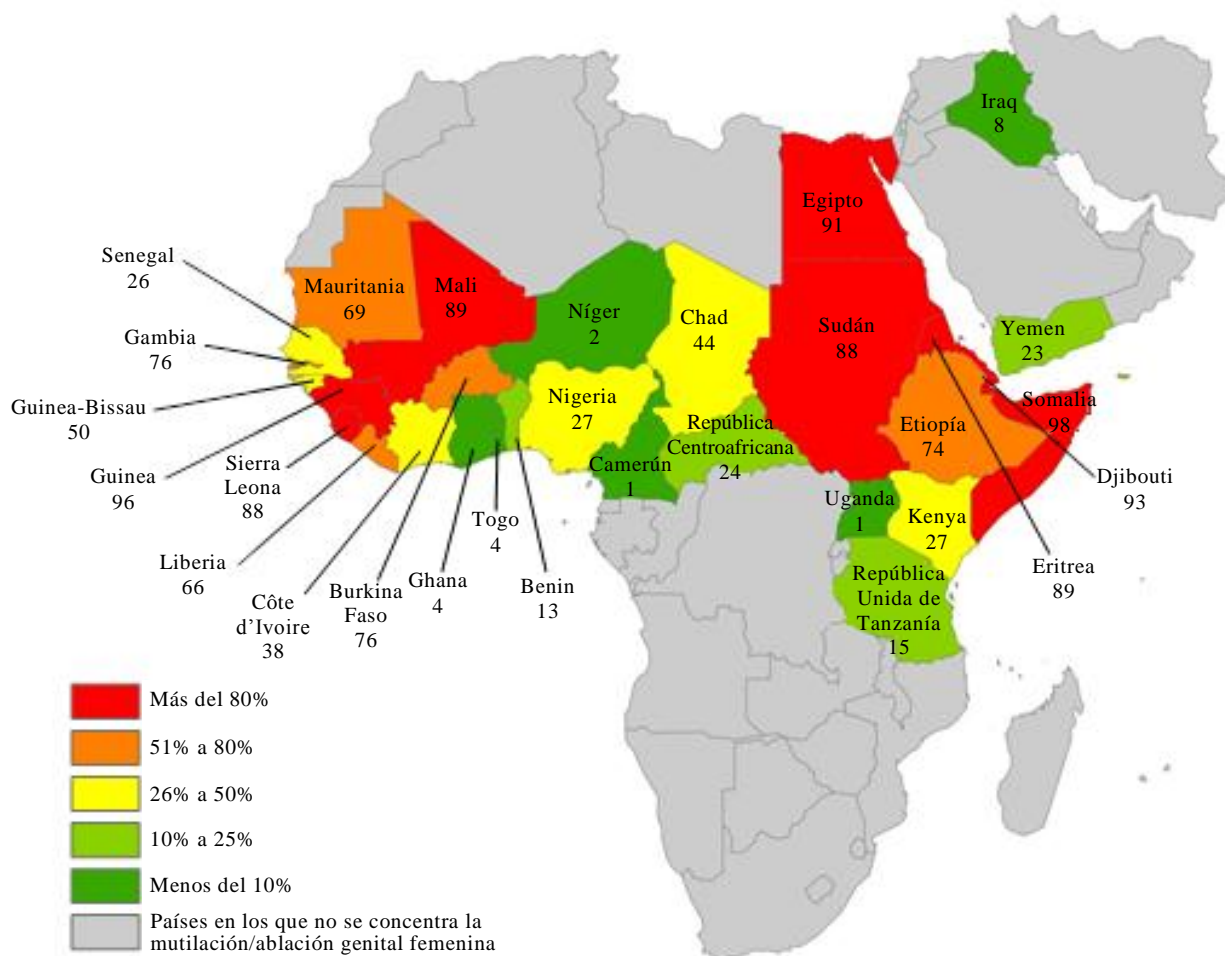 Iraq
8
Egipto
91
Senegal
26
Mauritania
69
Mali
89
Níger
2
Chad
44
Sudán
88
Yemen
23
Gambia
76
Guinea-Bissau
50
Guinea
96
Sierra
Leona
88
Nigeria
27
República
Centroafricana
24
Camerún
1
Etiopía
74
Somalia
98
Djibouti
93
Uganda
1
Kenya
27
Eritrea
89
Liberia
66
Côte
d’Ivoire
38
Burkina
Faso
76
Ghana
4
Togo
4
Benin
13
República
Unida de
Tanzanía
15
Más del 80%
51% a 80%
26% a 50%
10% a 25%
Menos del 10%
Países en los que no se concentra la
mutilación/ablación genital femenina